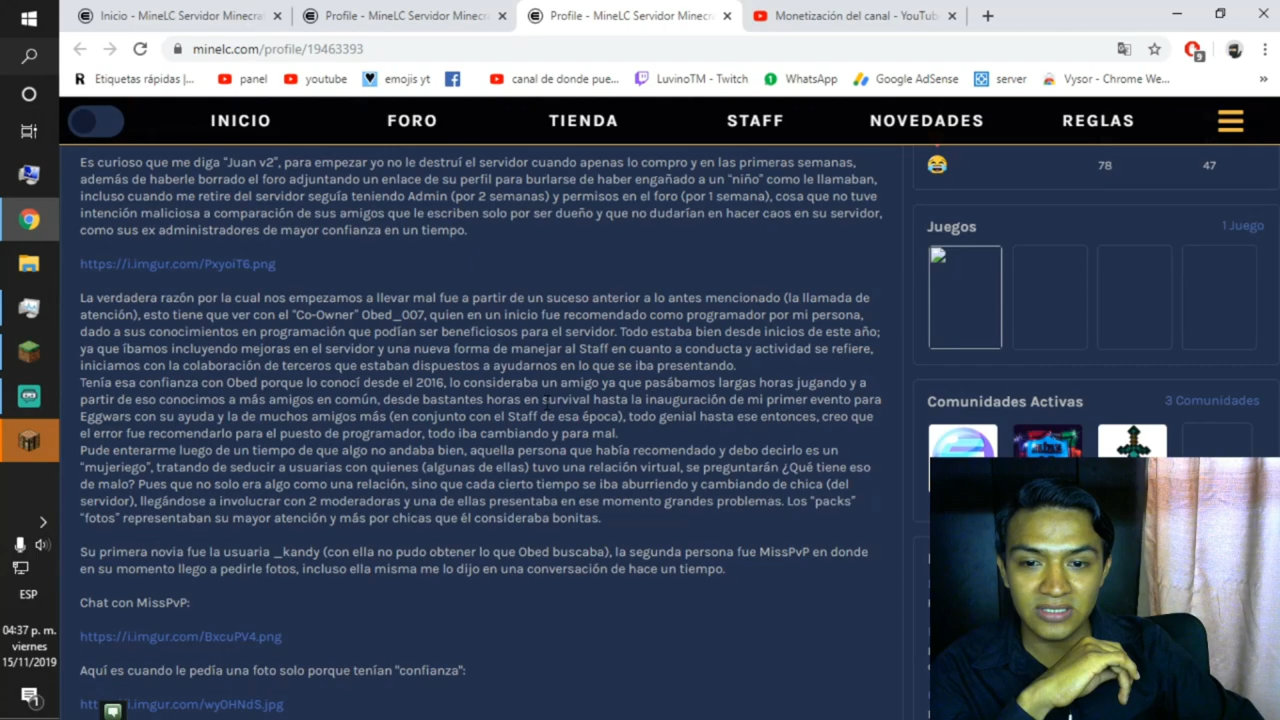 Inicio - MineLC Servidor Minecra
Profile - MineLC Servidor Minecra
Profile - MineLC Servidor Minecra
Monetización del canal - YouTub
minelc.com/profile/19463393
9
R Etiquetas rápidas |...
panel
youtube
emojis yt
canal de donde pue...
LuvinoTM - Twitch
WhatsApp
Google AdSense
server
Vysor - Chrome We...
»
INICIO
FORO
TIENDA
STAFF
NOVEDADES
REGLAS
Es curioso que me diga "Juan v2", para empezar yo no le destruí el servidor cuando apenas lo compro y en las primeras semanas,
además de haberle borrado el foro adjuntando un enlace de su perfil para burlarse de haber engañado a un "niño" como le llamaban,
incluso cuando me retire del servidor seguía teniendo Admin (por 2 semanas) y permisos en el foro (por 1 semana), cosa que no tuve
intención maliciosa a comparación de sus amigos que le escriben solo por ser dueño y que no dudarían en hacer caos en su servidor,
como sus ex administradores de mayor confianza en un tiempo.
https://i.imgur.com/PxyoiT6.png
La verdadera razón por la cual nos empezamos a llevar mal fue a partir de un suceso anterior a lo antes mencionado (la llamada de
atención), esto tiene que ver con el "Co-Owner" Obed_007, quien en un inicio fue recomendado como programador por mi persona,
dado a sus conocimientos en programación que podían ser beneficiosos para el servidor. Todo estaba bien desde inicios de este año;
ya que íbamos incluyendo mejoras en el servidor y una nueva forma de manejar al Staff en cuanto a conducta y actividad se refiere,
iniciamos con la colaboración de terceros que estaban dispuestos a ayudarnos en lo que se iba presentando.
Tenía esa confianza con Obed porque lo conocí desde el 2016, lo consideraba un amigo ya que pasábamos largas horas jugando y a
partir de eso conocimos a más amigos en común, desde bastantes horas en survival hasta la inauguración de mi primer evento para
Eggwars con su ayuda y la de muchos amigos más (en conjunto con el Staff de esa época), todo genial hasta ese entonces, creo que
el error fue recomendarlo para el puesto de programador, todo iba cambiando y para mal.
Pude enterarme luego de un tiempo de que algo no andaba bien, aquella persona que había recomendado y debo decirlo es un
"mujeriego", tratando de seducir a usuarias con quienes (algunas de ellas) tuvo una relación virtual, se preguntarán ¿Qué tiene eso
de malo? Pues que no solo era algo como una relación, sino que cada cierto tiempo se iba aburriendo y cambiando de chica (del
servidor), llegándose a involucrar con 2 moderadoras y una de ellas presentaba en ese momento grandes problemas. Los "packs"
"fotos" representaban su mayor atención y más por chicas que él consideraba bonitas.
Su primera novia fue la usuaria _kandy (con ella no pudo obtener lo que Obed buscaba), la segunda persona fue MissPvP en donde
en su momento llego a pedirle fotos, incluso ella misma me lo dijo en una conversación de hace un tiempo.
Chat con MissPvP:
https://i.imgur.com/BxcuPV4.png
Aquí es cuando le pedía una foto solo porque tenían "confianza":
htt s://i.imgur.com/wyOHNdS.jpg
78
47
Juegos
1 Juego
Comunidades Activas
3 Comunidades
ESP
04:37 p. m.
viernes
15/11/2019
1